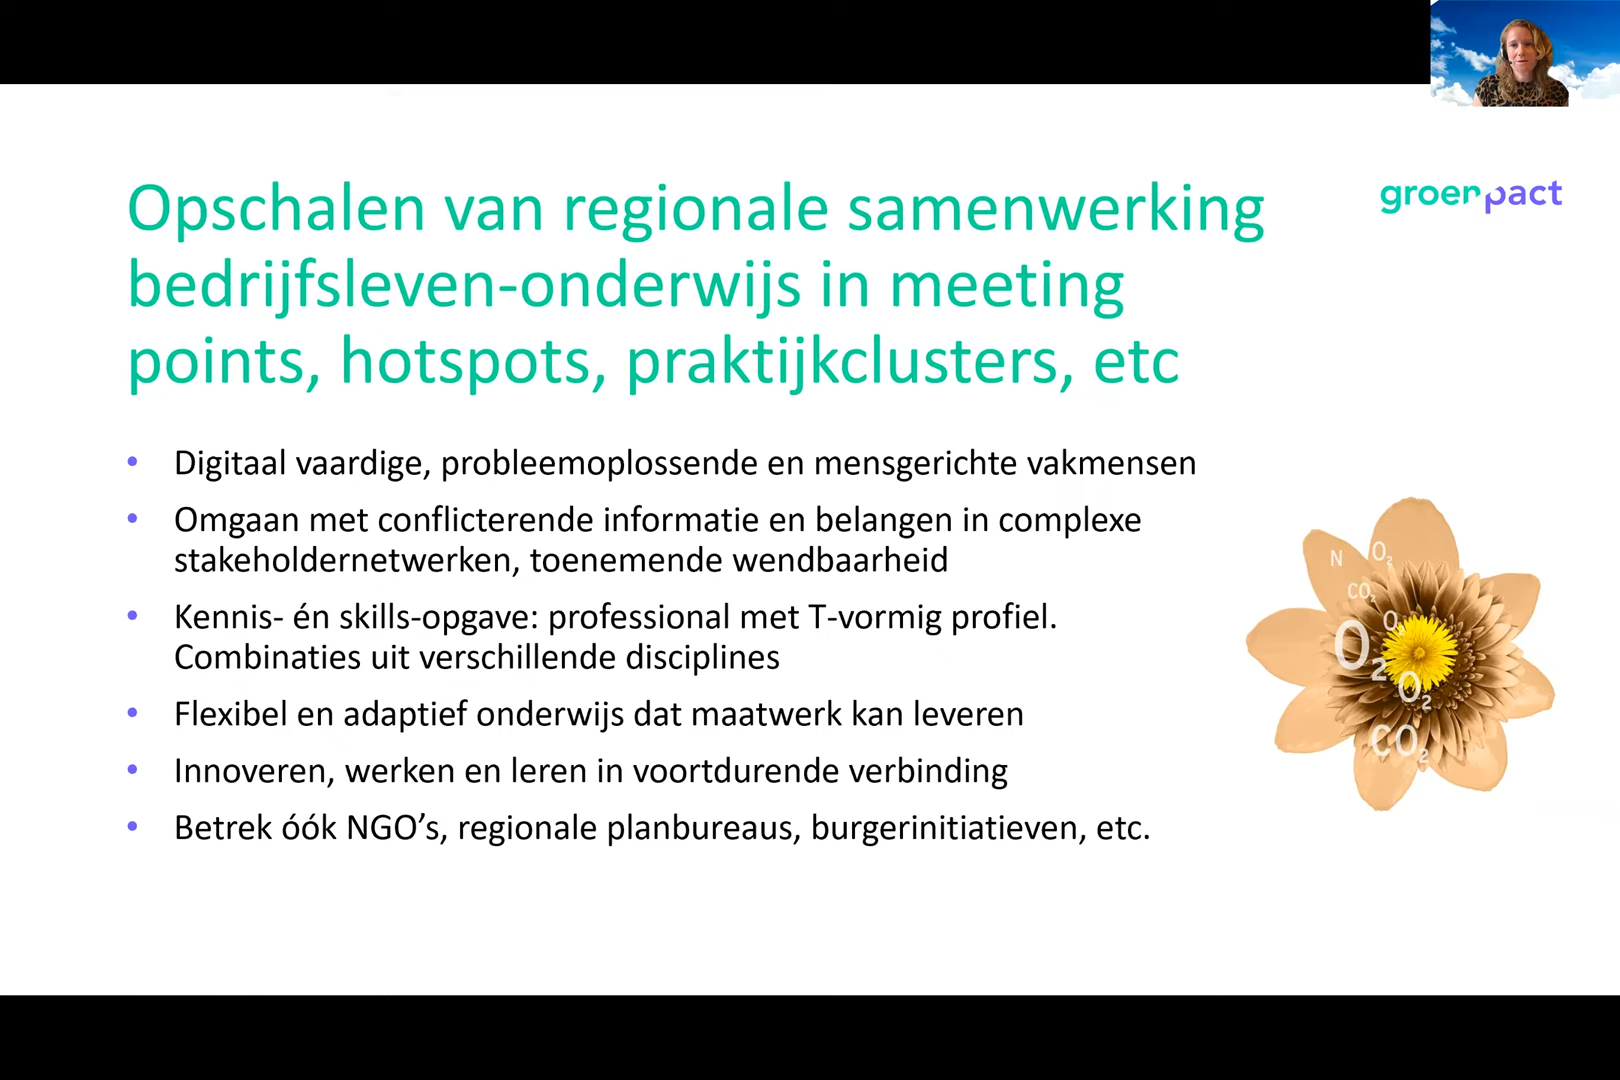 Opschalen van regionale samenwerking
bedrijfsleven-onderwijs in meeting
points, hotspots, praktijkclusters, etc
groenpact
• Digitaal vaardige, probleemoplossende en mensgerichte vakmensen
• Omgaan met conflicterende informatie en belangen in complexe
stakeholdernetwerken, toenemende wendbaarheid
• Kennis- én skills-opgave: professional met T-vormig profiel.
Combinaties uit verschillende disciplines
• Flexibel en adaptief onderwijs dat maatwerk kan leveren
• Innoveren, werken en leren in voortdurende verbinding
• Betrek óók NGO’s, regionale planbureaus, burgerinitiatieven, etc.
N O₂
CO₂
O₂
O₂
O₂
CO₂